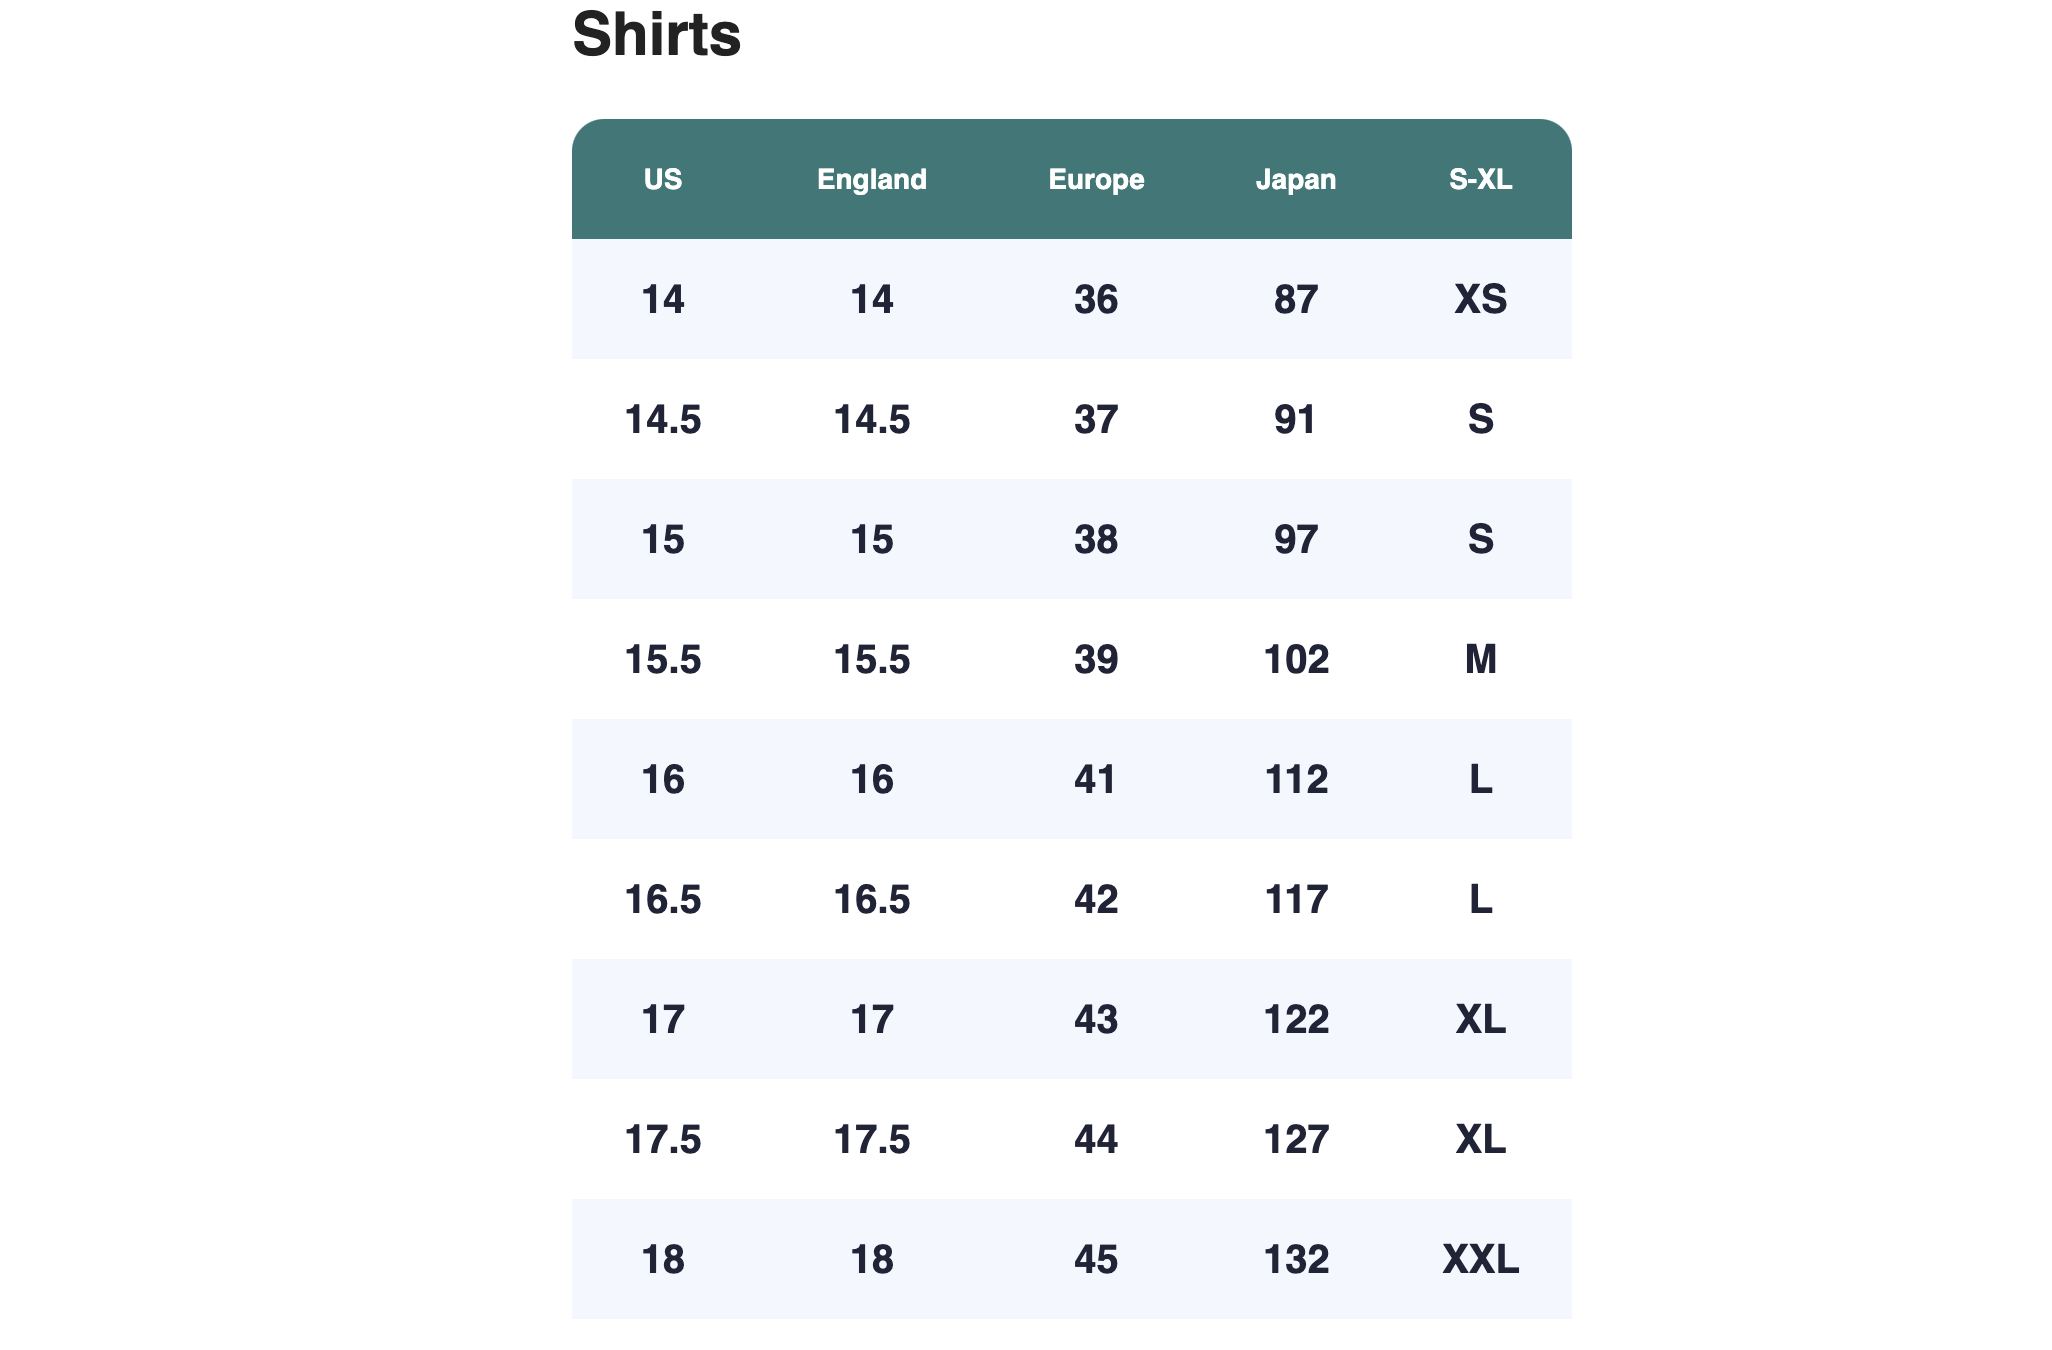 Shirts
US England Europe Japan S-XL
14 14 36 87 XS
14.5 14.5 37 91 S
15 15 38 97 S
15.5 15.5 39 102 M
16 16 41 112 L
16.5 16.5 42 117 L
17 17 43 122 XL
17.5 17.5 44 127 XL
18 18 45 132 XXL